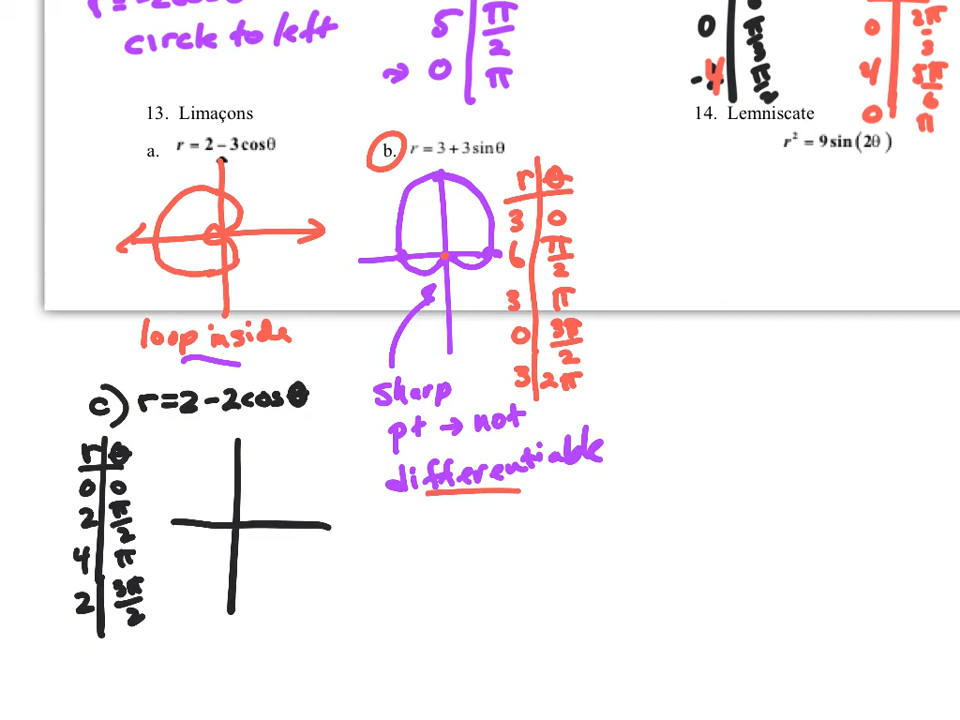 circle to left
5 π/2
→ 0 π
0
0 2π/3
4 5π/6
0 π
13. Limaçons
14. Lemniscate
a. r = 2 − 3cosθ
b. r = 3 + 3sinθ
r² = 9sin(2θ)
r θ
3 0
6 π/2
3 π
0 3π/2
3 2π
loop inside
sharp
pt → not
differentiable
c) r=2-2cosθ
r θ
0 0
2 π/2
4 π
2 3π/2